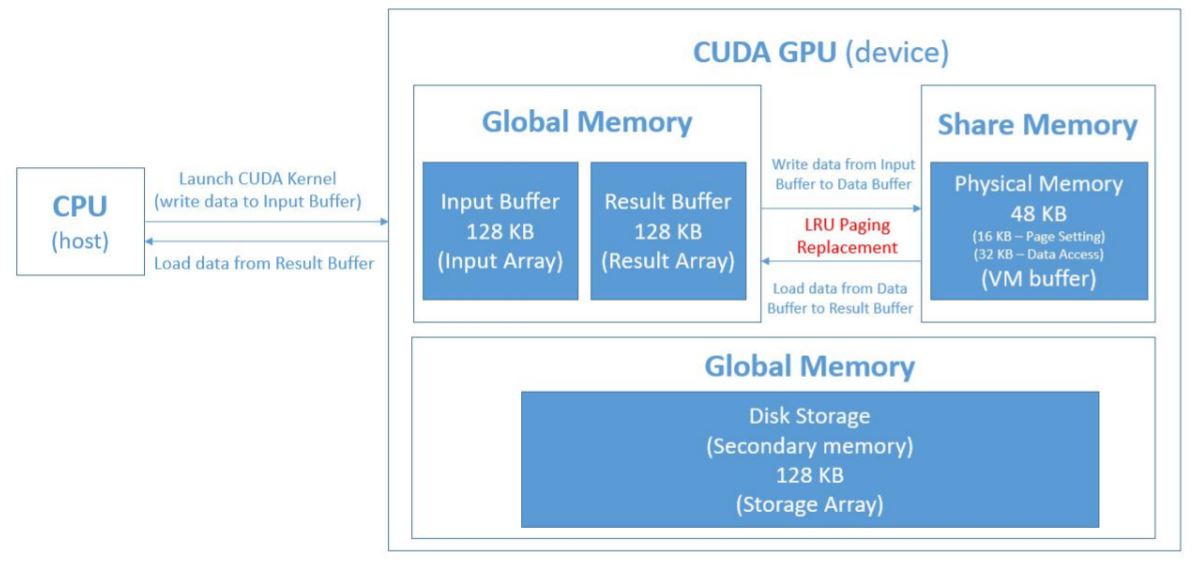 CUDA GPU (device)
Global Memory
Share Memory
CPU
(host)
Launch CUDA Kernel
(write data to Input Buffer)
Load data from Result Buffer
Input Buffer
128 KB
(Input Array)
Result Buffer
128 KB
(Result Array)
Write data from Input
Buffer to Data Buffer
LRU Paging
Replacement
Load data from Data
Buffer to Result Buffer
Physical Memory
48 KB
(16 KB – Page Setting)
(32 KB – Data Access)
(VM buffer)
Global Memory
Disk Storage
(Secondary memory)
128 KB
(Storage Array)